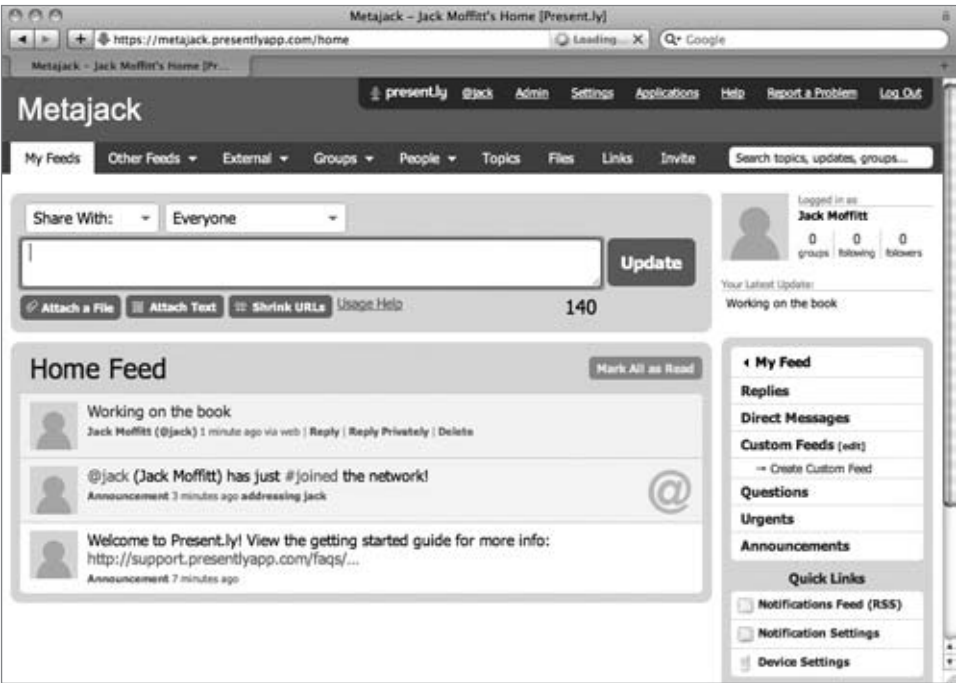 Metajack – Jack Moffitt's Home [Present.ly]
https://metajack.presentlyapp.com/home
Loading...
Google
Metajack – Jack Moffitt's Home [Pr...
Metajack
present.ly @jack Admin Settings Applications Help Report a Problem Log Out
My Feeds Other Feeds External Groups People Topics Files Links Invite
Search topics, updates, groups...
Share With: Everyone
Update
Attach a File Attach Text Shrink URLs Usage Help 140
Logged in as
Jack Moffitt
0 0 0
groups following followers
Your Latest Update:
Working on the book
Home Feed
Mark All as Read
Working on the book
Jack Moffitt (@jack) 1 minute ago via web | Reply | Reply Privately | Delete
@jack (Jack Moffitt) has just #joined the network!
Announcement 3 minutes ago addressing jack
@
Welcome to Present.ly! View the getting started guide for more info:
http://support.presentlyapp.com/faqs/...
Announcement 7 minutes ago
My Feed
Replies
Direct Messages
Custom Feeds [edit]
→ Create Custom Feed
Questions
Urgents
Announcements
Quick Links
Notifications Feed (RSS)
Notification Settings
Device Settings